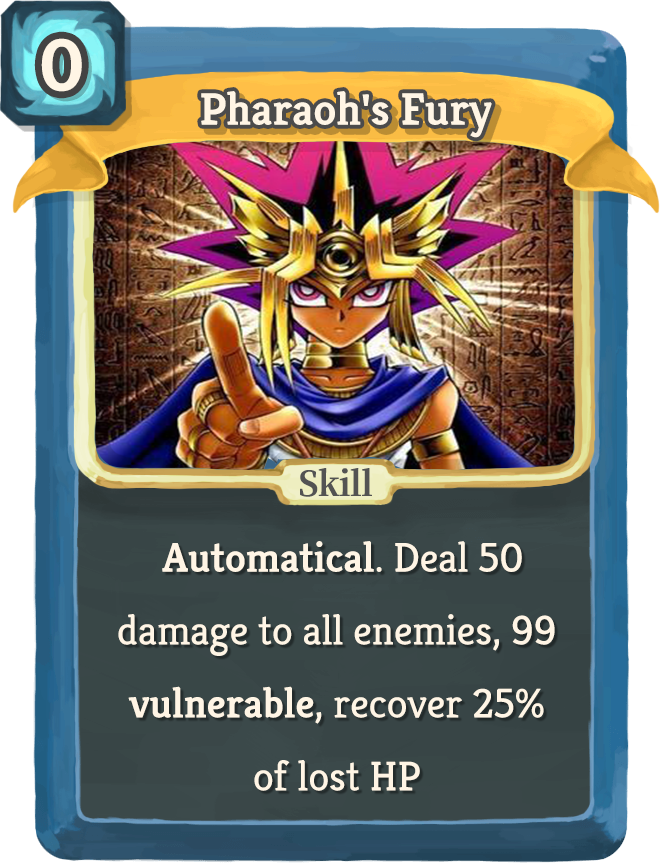 0
Pharaoh's Fury
Skill
Automatical. Deal 50
damage to all enemies, 99
vulnerable, recover 25%
of lost HP